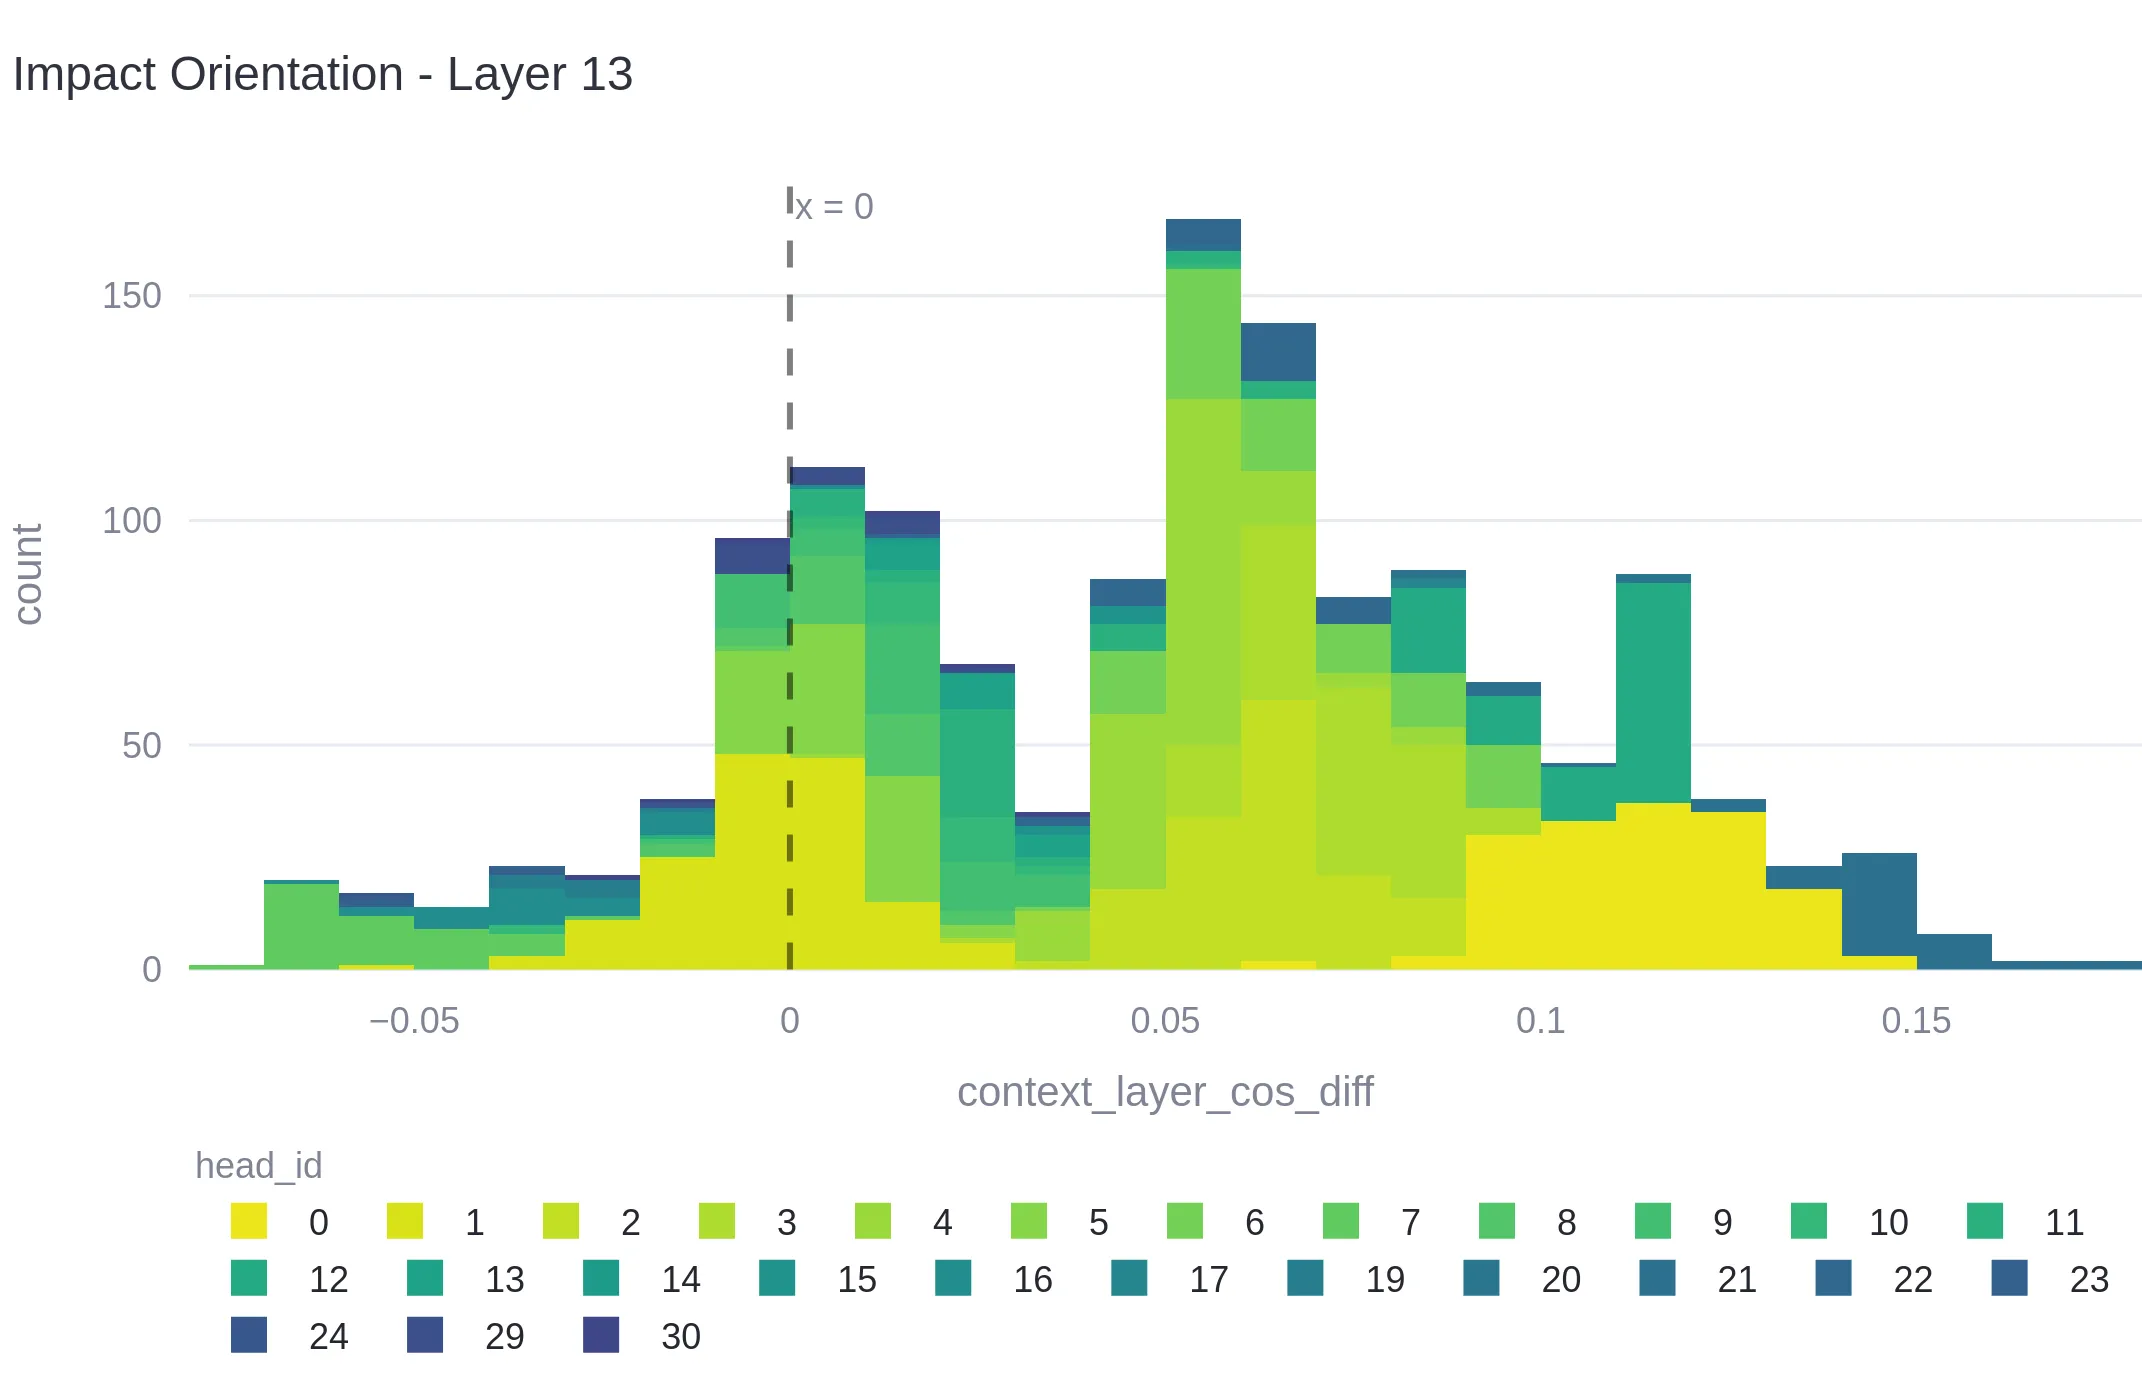 Impact Orientation - Layer 13
x = 0
150
100
50
0
count
−0.05 0 0.05 0.1 0.15
context_layer_cos_diff
head_id
0 1 2 3 4 5 6 7 8 9 10 11
12 13 14 15 16 17 19 20 21 22 23
24 29 30